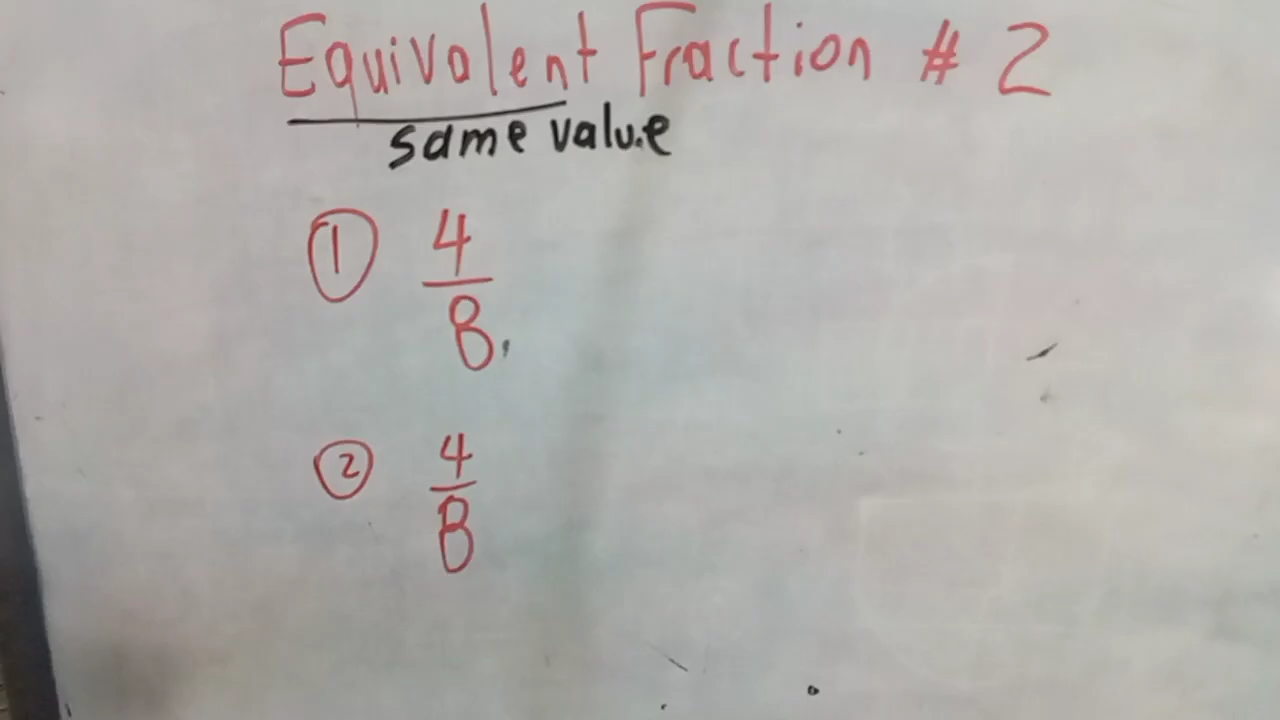 Equivalent Fraction # 2
same value
① 4/8
② 4/8